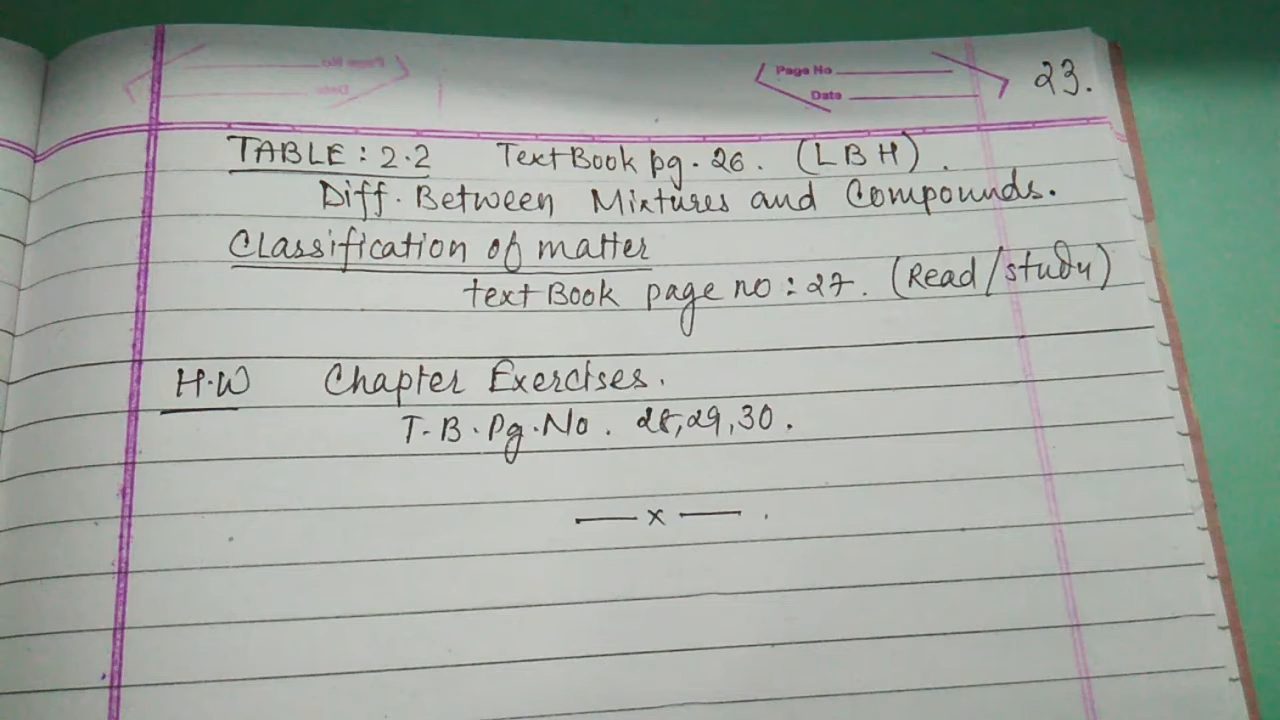 Page No
Date
23.
TABLE : 2.2 Text Book pg. 26. (LBH).
Diff. Between Mixtures and Compounds.
Classification of matter
text Book page no : 27. (Read/study)
H.W Chapter Exercises.
T.B. Pg. No. 28, 29, 30.
— x —